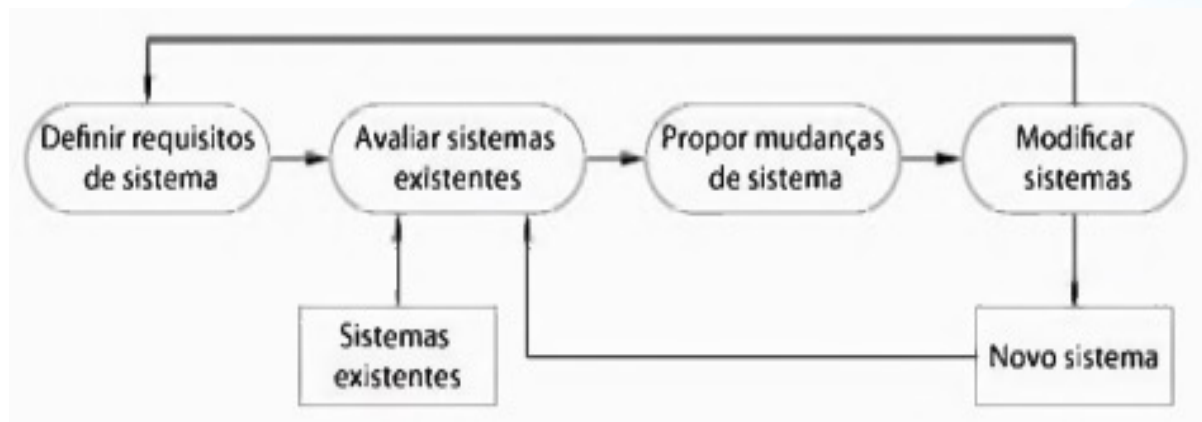 Definir requisitos
de sistema
Avaliar sistemas
existentes
Propor mudanças
de sistema
Modificar
sistemas
Sistemas
existentes
Novo sistema